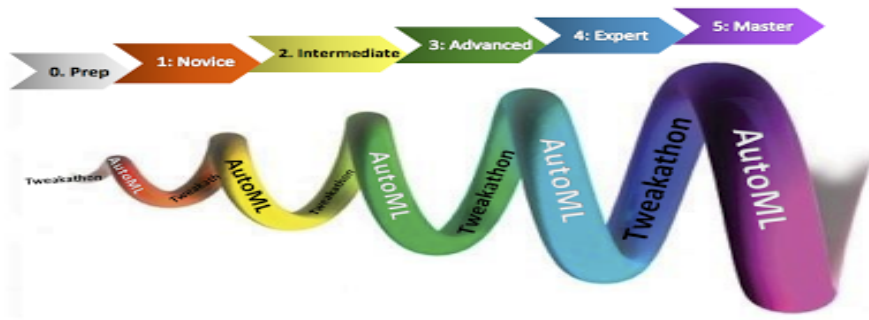 0. Prep
1: Novice
2. Intermediate
3: Advanced
4: Expert
5: Master
Tweakathon
AutoML
Tweakath
AutoML
Tweakathon
AutoML
Tweakathon
AutoML
Tweakathon
AutoML